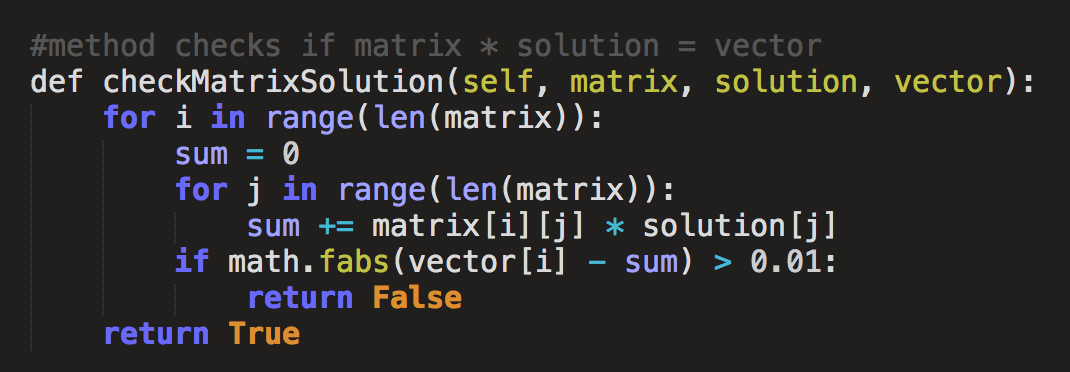 #method checks if matrix * solution = vector
def checkMatrixSolution(self, matrix, solution, vector):
    for i in range(len(matrix)):
        sum = 0
        for j in range(len(matrix)):
            sum += matrix[i][j] * solution[j]
        if math.fabs(vector[i] - sum) > 0.01:
            return False
    return True